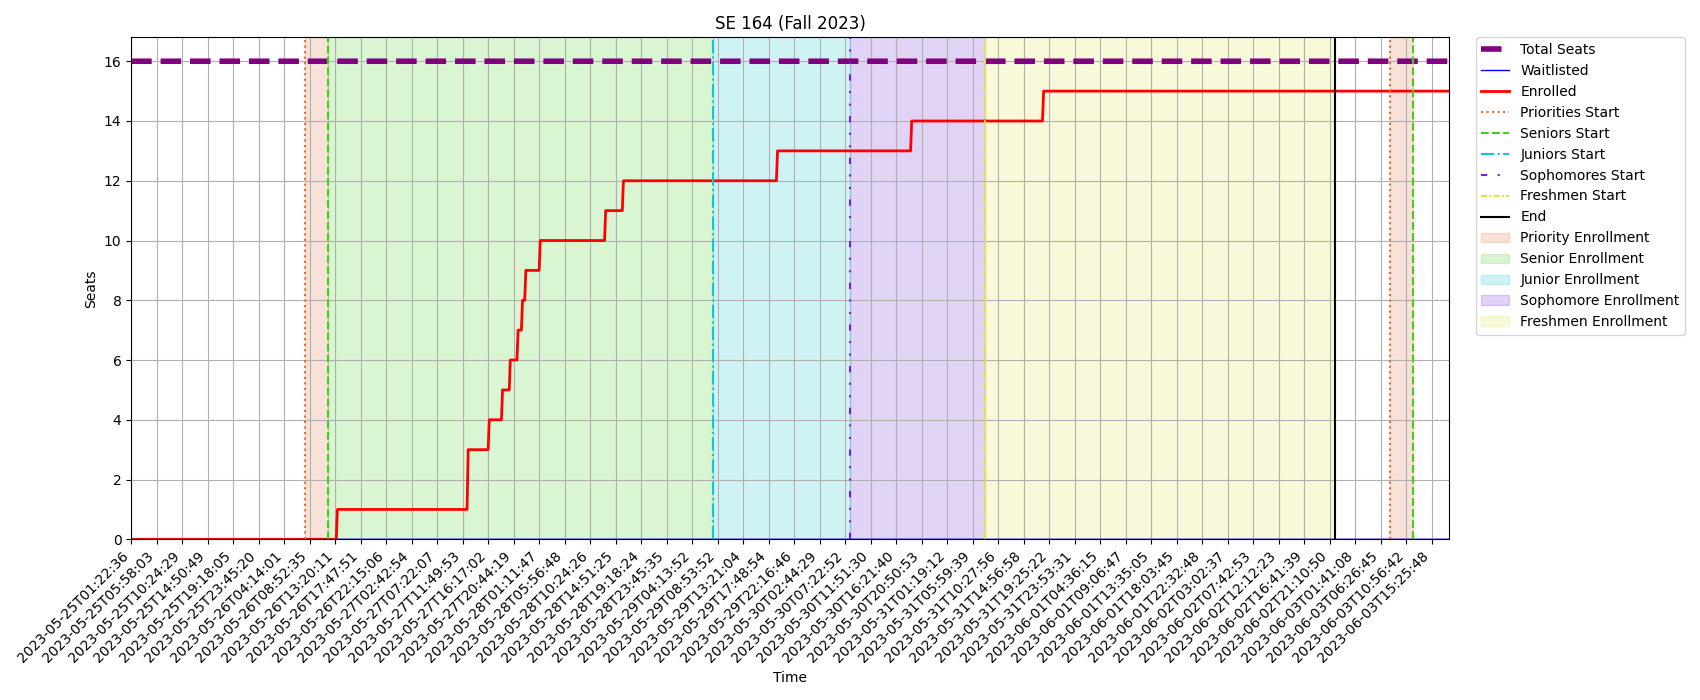 SE 164 (Fall 2023)
Seats
16
14
12
10
8
6
4
2
0
2023-05-25T01:22:36
2023-05-25T05:58:03
2023-05-25T10:24:29
2023-05-25T14:50:49
2023-05-25T19:18:05
2023-05-25T23:45:20
2023-05-26T04:14:01
2023-05-26T08:52:35
2023-05-26T13:20:11
2023-05-26T17:47:51
2023-05-26T22:15:06
2023-05-27T02:42:54
2023-05-27T07:22:07
2023-05-27T11:49:53
2023-05-27T16:17:02
2023-05-27T20:44:19
2023-05-28T01:11:47
2023-05-28T05:56:48
2023-05-28T10:24:26
2023-05-28T14:51:25
2023-05-28T19:18:24
2023-05-28T23:45:35
2023-05-29T04:13:52
2023-05-29T08:53:52
2023-05-29T13:21:04
2023-05-29T17:48:54
2023-05-29T22:16:46
2023-05-30T02:44:29
2023-05-30T07:22:52
2023-05-30T11:51:30
2023-05-30T16:21:40
2023-05-30T20:50:53
2023-05-31T01:19:12
2023-05-31T05:59:39
2023-05-31T10:27:56
2023-05-31T14:56:58
2023-05-31T19:25:22
2023-05-31T23:53:31
2023-06-01T04:36:15
2023-06-01T09:06:47
2023-06-01T13:35:05
2023-06-01T18:03:45
2023-06-01T22:32:48
2023-06-02T03:02:37
2023-06-02T07:42:53
2023-06-02T12:12:23
2023-06-02T16:41:39
2023-06-02T21:10:50
2023-06-03T01:41:08
2023-06-03T06:26:45
2023-06-03T10:56:42
2023-06-03T15:25:48
Time
Total Seats
Waitlisted
Enrolled
Priorities Start
Seniors Start
Juniors Start
Sophomores Start
Freshmen Start
End
Priority Enrollment
Senior Enrollment
Junior Enrollment
Sophomore Enrollment
Freshmen Enrollment